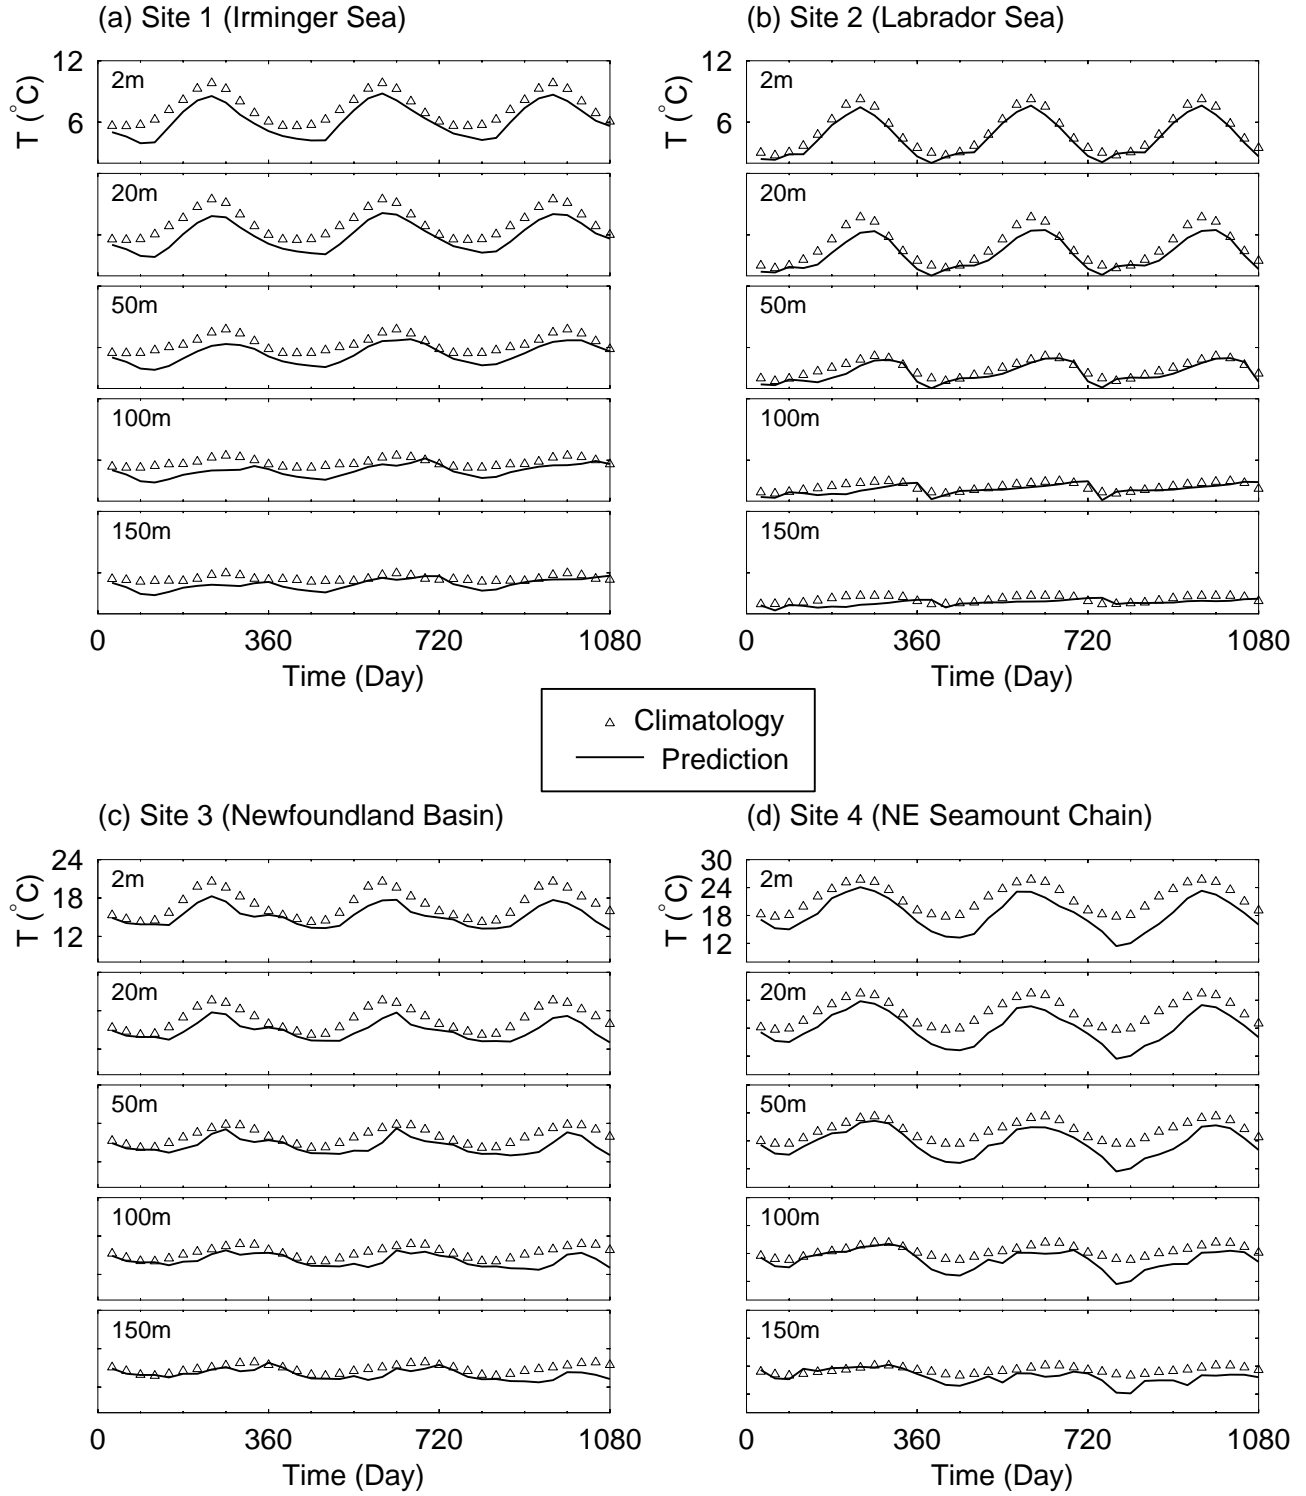 (a) Site 1 (Irminger Sea)
12
6
T (°C)
2m
20m
50m
100m
150m
0 360 720 1080
Time (Day)
(b) Site 2 (Labrador Sea)
12
6
T (°C)
2m
20m
50m
100m
150m
0 360 720 1080
Time (Day)
Climatology
Prediction
(c) Site 3 (Newfoundland Basin)
24
18
12
T (°C)
2m
20m
50m
100m
150m
0 360 720 1080
Time (Day)
(d) Site 4 (NE Seamount Chain)
30
24
18
12
T (°C)
2m
20m
50m
100m
150m
0 360 720 1080
Time (Day)